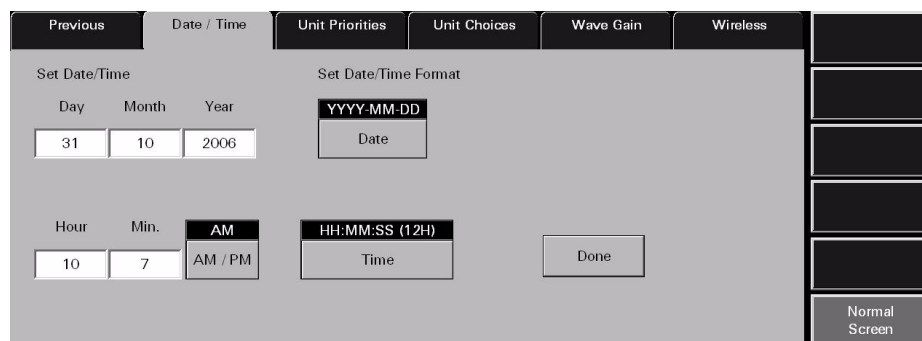 Previous
Date / Time
Unit Priorities
Unit Choices
Wave Gain
Wireless
Set Date/Time
Set Date/Time Format
Day
Month
Year
YYYY-MM-DD
31
10
2006
Date
Hour
Min.
AM
HH:MM:SS (12H)
10
7
AM / PM
Time
Done
Normal
Screen